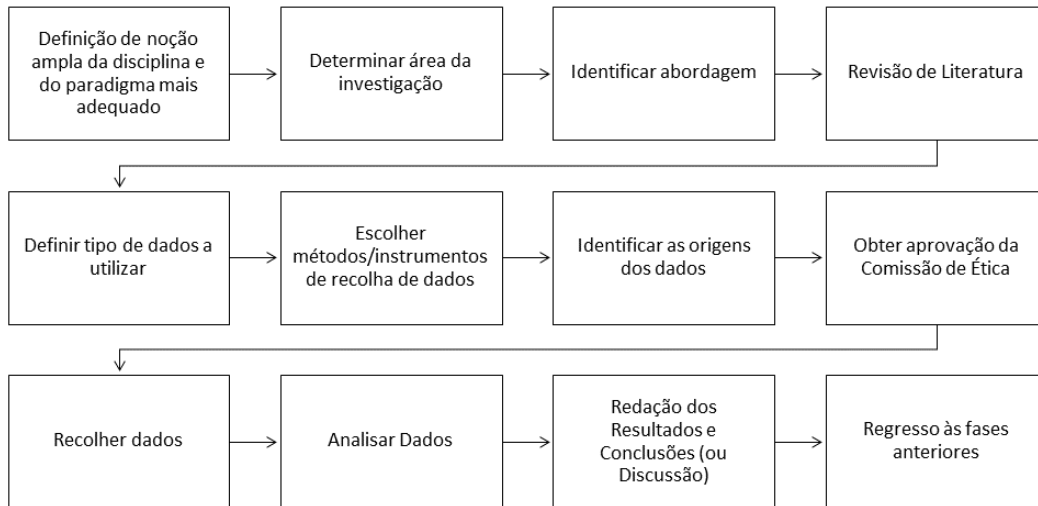 Definição de noção
ampla da disciplina e
do paradigma mais
adequado
Determinar área da
investigação
Identificar abordagem
Revisão de Literatura
Definir tipo de dados a
utilizar
Escolher
métodos/instrumentos
de recolha de dados
Identificar as origens
dos dados
Obter aprovação da
Comissão de Ética
Recolher dados
Analisar Dados
Redação dos
Resultados e
Conclusões (ou
Discussão)
Regresso às fases
anteriores